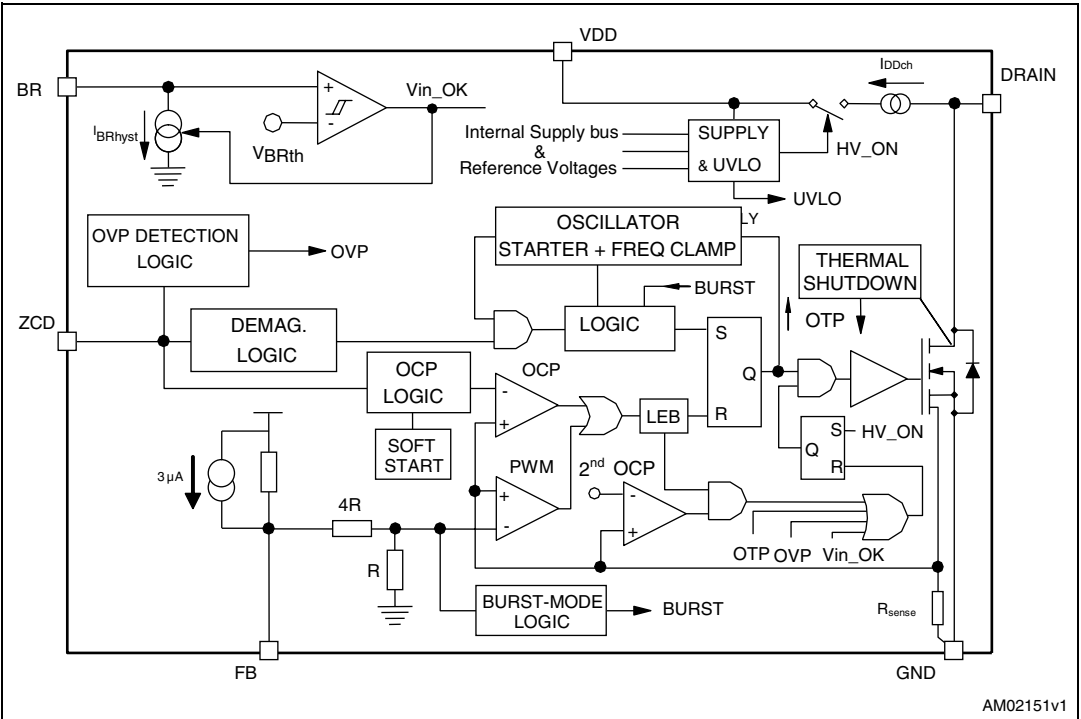 VDD
BR
Vin_OK
IDDch
DRAIN
+
-
IBRhyst
VBRth
Internal Supply bus
&
Reference Voltages
SUPPLY
& UVLO
HV_ON
UVLO
OVP DETECTION
LOGIC
OVP
OSCILLATOR
STARTER + FREQ CLAMP
LY
THERMAL
SHUTDOWN
BURST
OTP
ZCD
DEMAG.
LOGIC
LOGIC
S
Q
R
OCP
LOGIC
OCP
-
+
LEB
SOFT
START
S
HV_ON
Q
R
3 µA
PWM
+
-
2nd OCP
-
+
4R
R
OTP
OVP
Vin_OK
BURST-MODE
LOGIC
BURST
Rsense
FB
GND
AM02151v1